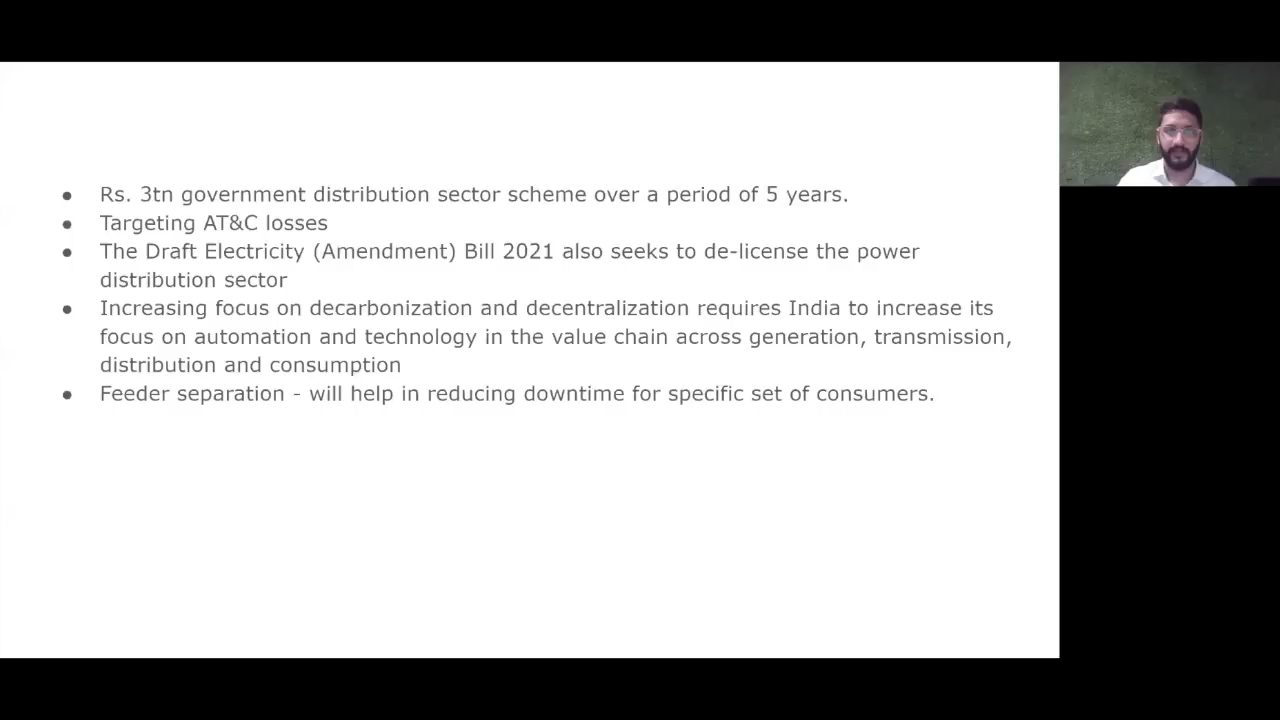 ● Rs. 3tn government distribution sector scheme over a period of 5 years.
● Targeting AT&C losses
● The Draft Electricity (Amendment) Bill 2021 also seeks to de-license the power
distribution sector
● Increasing focus on decarbonization and decentralization requires India to increase its
focus on automation and technology in the value chain across generation, transmission,
distribution and consumption
● Feeder separation - will help in reducing downtime for specific set of consumers.